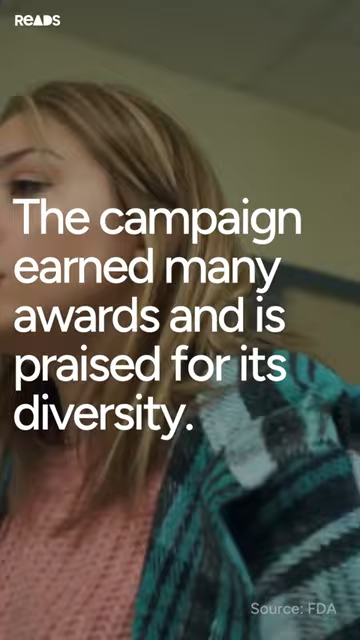 READS
The campaign
earned many
awards and is
praised for its
diversity.
Source: FDA